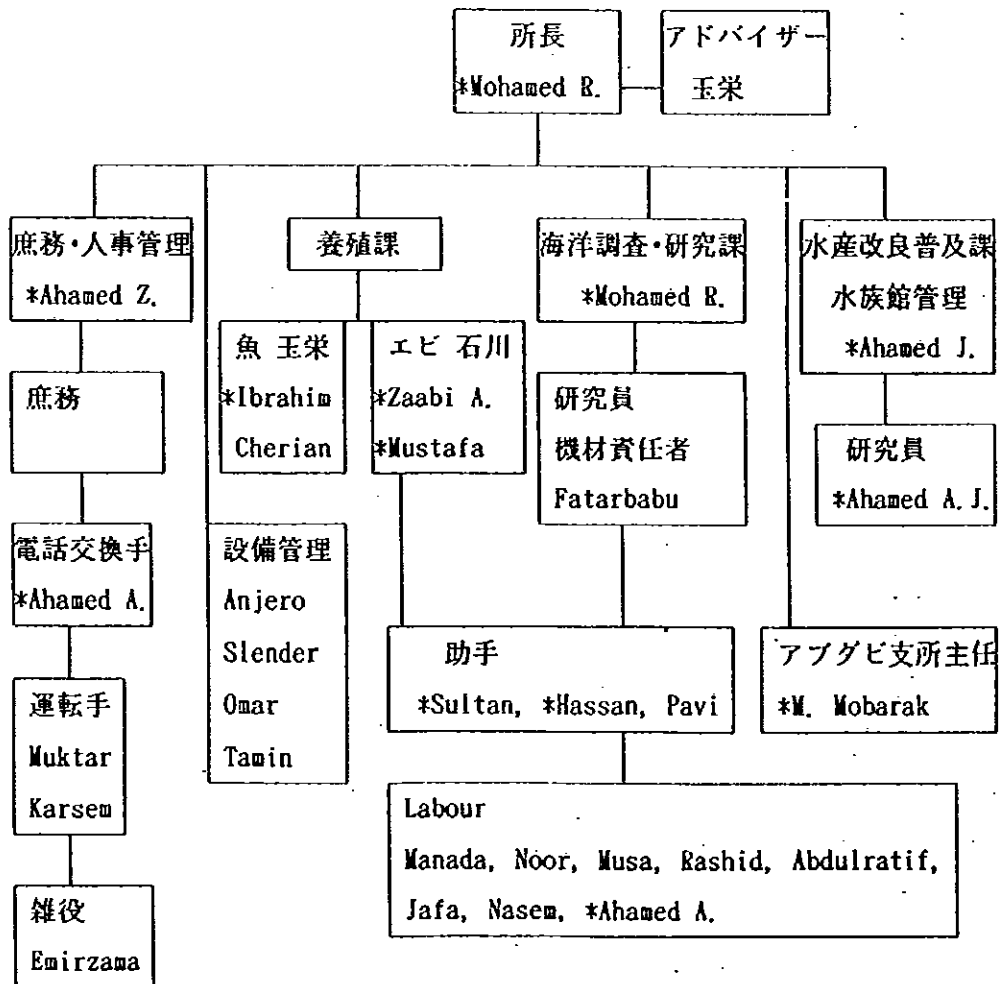 所長
*Mohamed R.
アドバイザー
玉栄
庶務・人事管理
*Ahamed Z.
養殖課
海洋調査・研究課
*Mohamed R.
水産改良普及課
水族館管理
*Ahamed J.
魚 玉栄
*Ibrahim
Cherian
エビ 石川
*Zaabi A.
*Mustafa
庶務
研究員
機材資任者
Fatarbabu
研究員
*Ahamed A.J.
電話交換手
*Ahamed A.
設備管理
Anjero
Slender
Omar
Tamin
助手
*Sultan, *Hassan, Pavi
アブダビ支所主任
*M. Mobarak
運転手
Muktar
Karsem
Labour
Manada, Noor, Musa, Rashid, Abdulratif,
Jafa, Nasem, *Ahamed A.
雑役
Emirzama